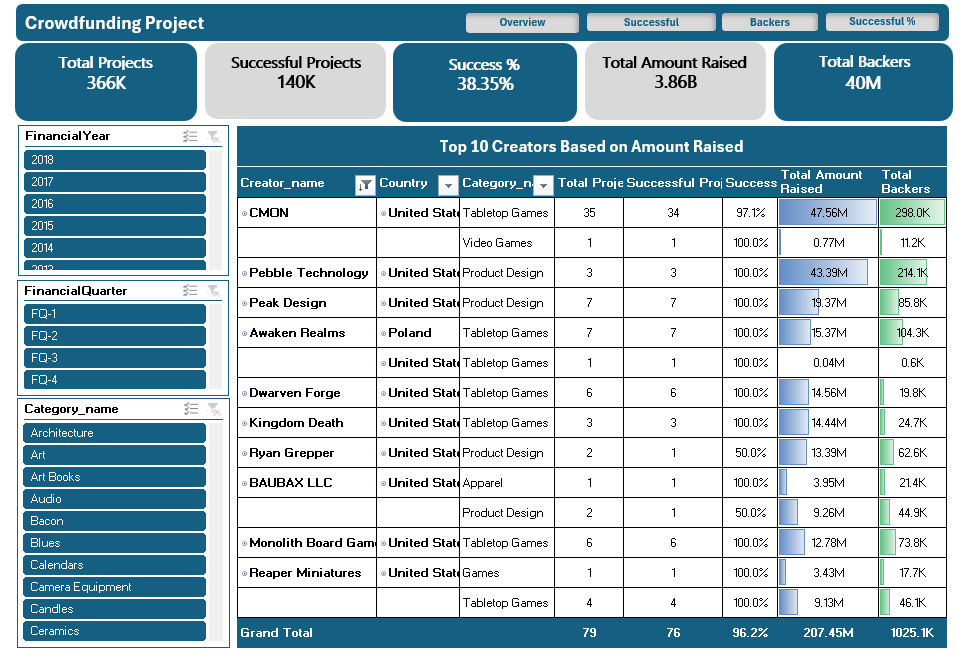 Crowdfunding Project
Overview
Successful
Backers
Successful %
Total Projects
366K
Successful Projects
140K
Success %
38.35%
Total Amount Raised
3.86B
Total Backers
40M
FinancialYear
2018
2017
2016
2015
2014
2013
FinancialQuarter
FQ-1
FQ-2
FQ-3
FQ-4
Category_name
Architecture
Art
Art Books
Audio
Bacon
Blues
Calendars
Camera Equipment
Candles
Ceramics
Top 10 Creators Based on Amount Raised
Creator_name Country Category_n Total Proje Successful Proj Success Total Amount Raised Total Backers
CMON United State Tabletop Games 35 34 97.1% 47.56M 298.0K
Video Games 1 1 100.0% 0.77M 11.2K
Pebble Technology United State Product Design 3 3 100.0% 43.39M 214.1K
Peak Design United State Product Design 7 7 100.0% 19.37M 85.8K
Awaken Realms Poland Tabletop Games 7 7 100.0% 15.37M 104.3K
United State Tabletop Games 1 1 100.0% 0.04M 0.6K
Dwarven Forge United State Tabletop Games 6 6 100.0% 14.56M 19.8K
Kingdom Death United State Tabletop Games 3 3 100.0% 14.44M 24.7K
Ryan Grepper United State Product Design 2 1 50.0% 13.39M 62.6K
BAUBAX LLC United State Apparel 1 1 100.0% 3.95M 21.4K
Product Design 2 1 50.0% 9.26M 44.9K
Monolith Board Gam United State Tabletop Games 6 6 100.0% 12.78M 73.8K
Reaper Miniatures United State Games 1 1 100.0% 3.43M 17.7K
Tabletop Games 4 4 100.0% 9.13M 46.1K
Grand Total 79 76 96.2% 207.45M 1025.1K